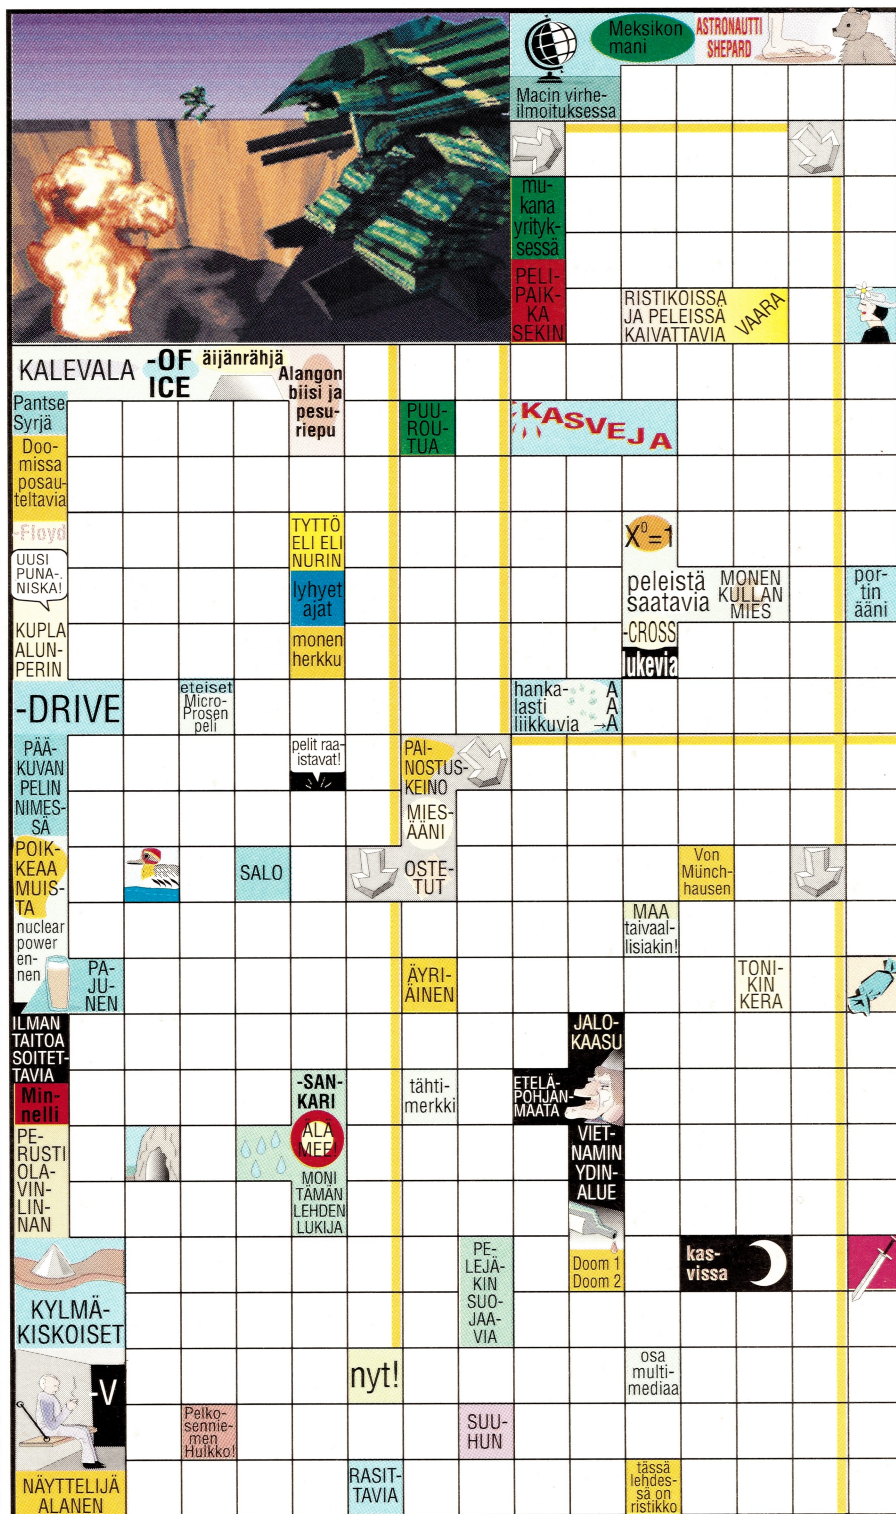 Meksikon
mani
ASTRONAUTTI
SHEPARD
Macin virhe-
ilmoituksessa
mu-
kana
yrityk-
sessä
PELI-
PAIK-
KA
SEKIN
RISTIKOISSA
JA PELEISSÄ
KAIVATTAVIA
VAARA
KALEVALA
-OF
ICE
äijänrähjä
Alangon
biisi ja
pesu-
riepu
Pantse
Syrjä
PUU-
ROU-
TUA
KASVEJA
Doo-
missa
posau-
teltavia
-Floyd
TYTTÖ
ELI ELI
NURIN
X⁰=1
UUSI
PUNA-
NISKA!
lyhyet
ajat
peleistä
saatavia
MONEN
KULLAN
MIES
por-
tin
ääni
KUPLA
ALUN-
PERIN
monen
herkku
-CROSS
lukevia
-DRIVE
eteiset
Micro-
Prosen
peli
hanka-
lasti
liikkuvia
A
A
→A
PÄÄ-
KUVAN
PELIN
NIMES-
SÄ
pelit raa-
istavat!
PAI-
NOSTUS-
KEINO
MIES-
ÄÄNI
POIK-
KEAA
MUIS-
TA
SALO
OSTE-
TUT
Von
Münch-
hausen
nuclear
power
en-
nen
MAA
taivaal-
lisiakin!
PA-
JU-
NEN
ÄYRI-
ÄINEN
TONI-
KIN
KERA
ILMAN
TAITOA
SOITET-
TAVIA
JALO-
KAASU
Min-
nelli
-SAN-
KARI
tähti-
merkki
ETELÄ-
POHJAN-
MAATA
PE-
RUSTI
OLA-
VIN-
LIN-
NAN
ÄLÄ
MEE!
MONI
TÄMÄN
LEHDEN
LUKIJA
VIET-
NAMIN
YDIN-
ALUE
KYLMÄ-
KISKOISET
PE-
LEJÄ-
KIN
SUO-
JAA-
VIA
Doom 1
Doom 2
kas-
vissa
-V
nyt!
osa
multi-
mediaa
Pelko-
senniemen
Hulkko!
SUU-
HUN
NÄYTTELIJÄ
ALANEN
RASIT-
TAVIA
tässä
lehdes-
sä on
ristikko